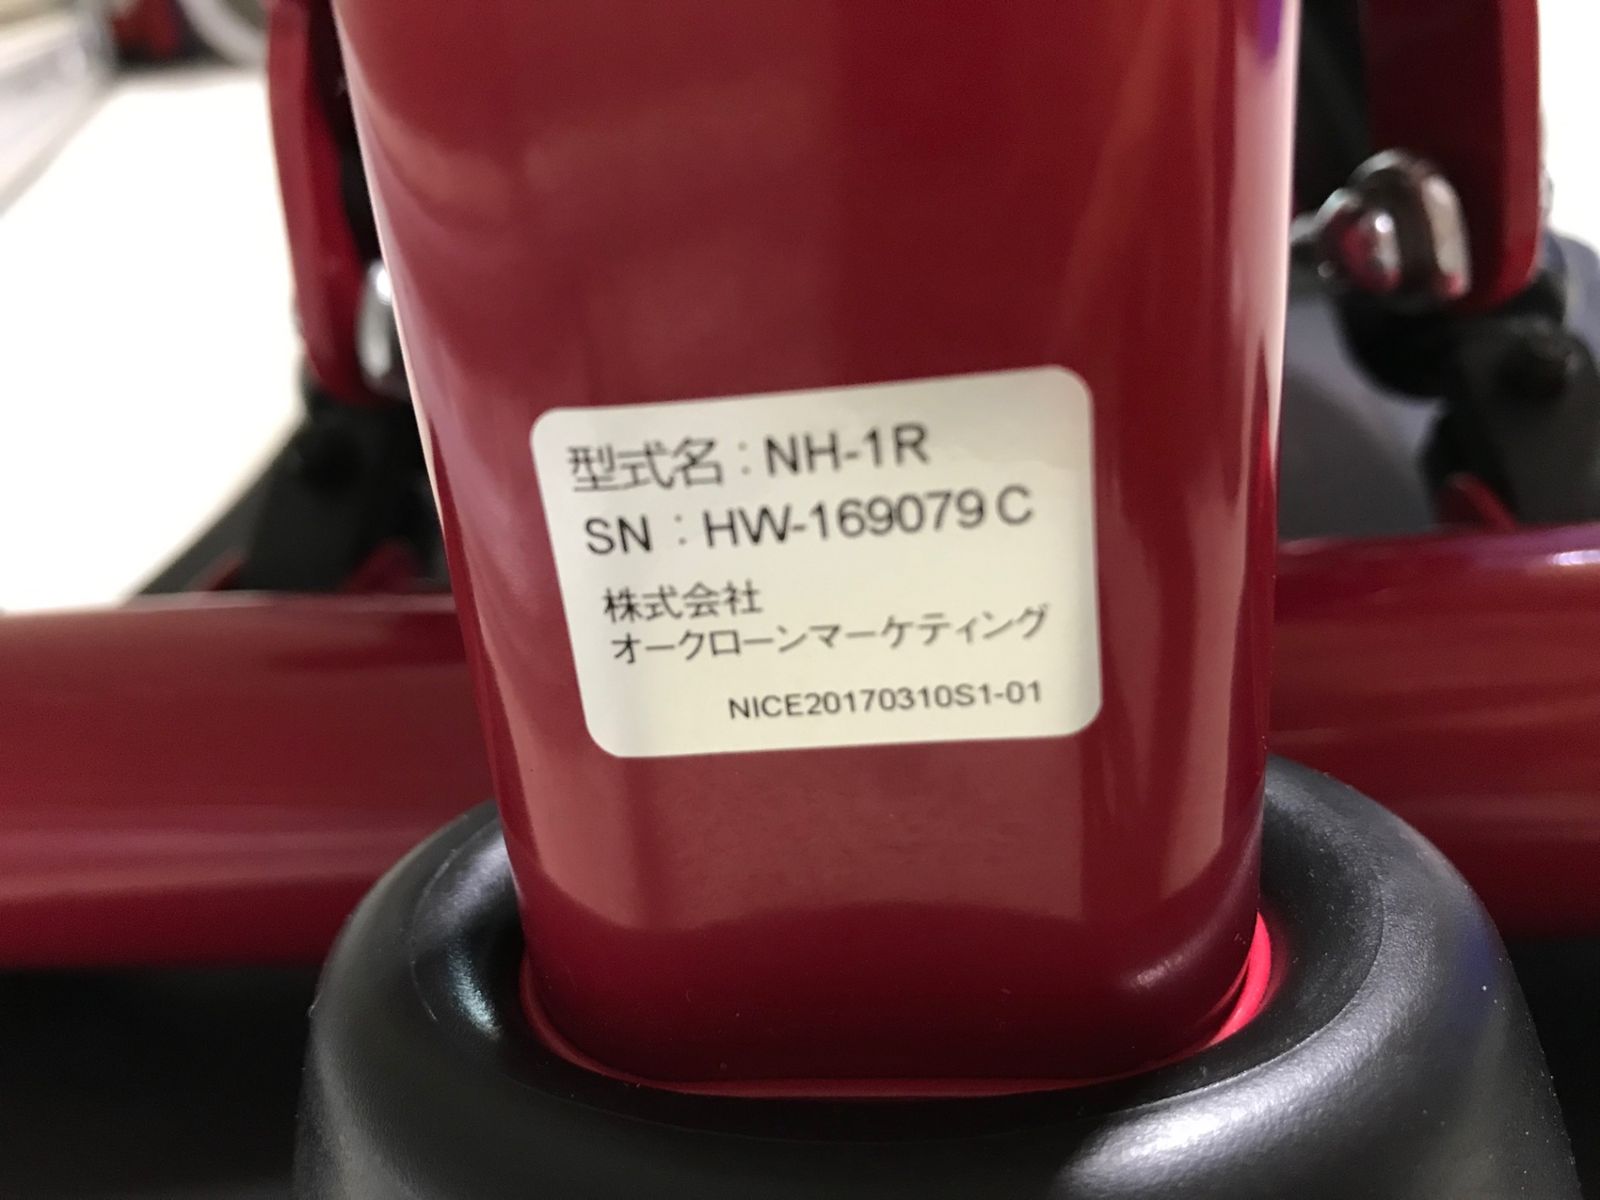 型式名：NH-1R
SN：HW-169079 C
株式会社
オークローンマーケティング
NICE20170310S1-01